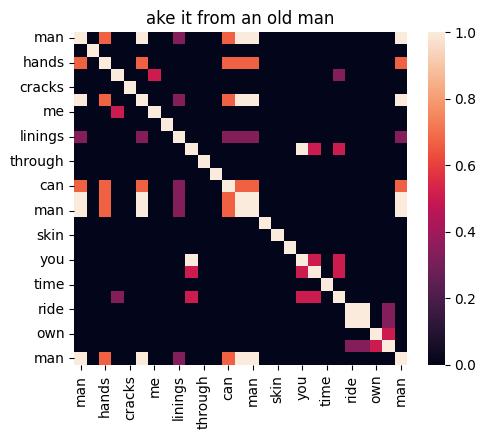 ake it from an old man
man
hands
cracks
me
linings
through
can
man
skin
you
time
ride
own
man
man
hands
cracks
me
linings
through
can
man
skin
you
time
ride
own
man
1.0
0.8
0.6
0.4
0.2
0.0